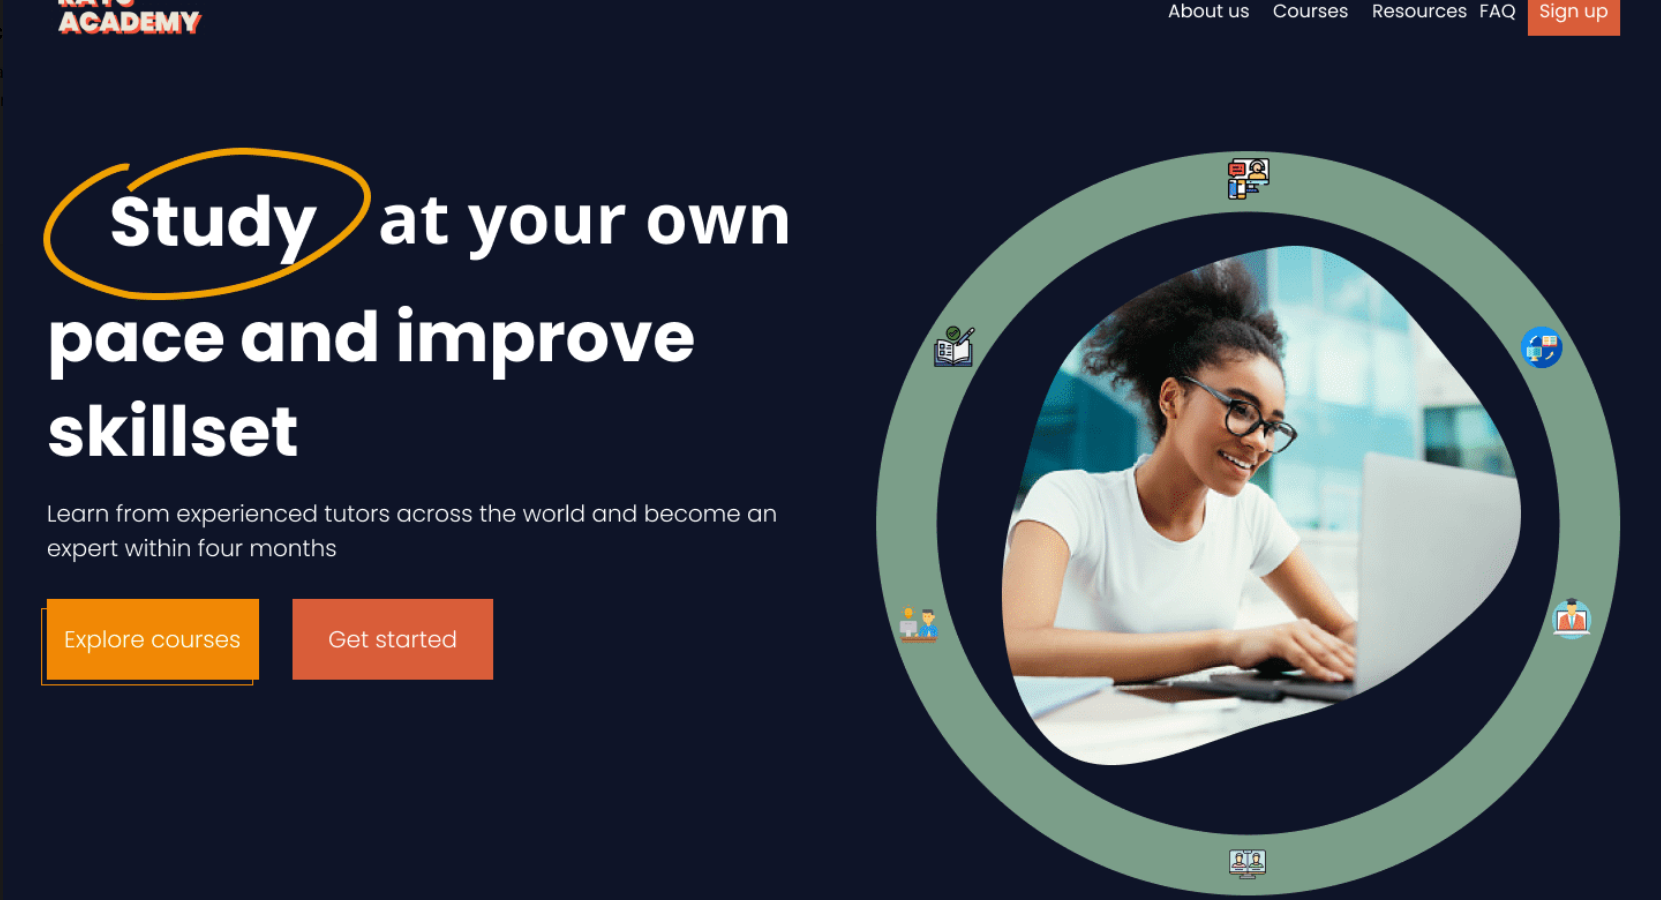 ACADEMY
About us Courses Resources FAQ Sign up
Study at your own
pace and improve
skillset
Learn from experienced tutors across the world and become an
expert within four months
Explore courses Get started